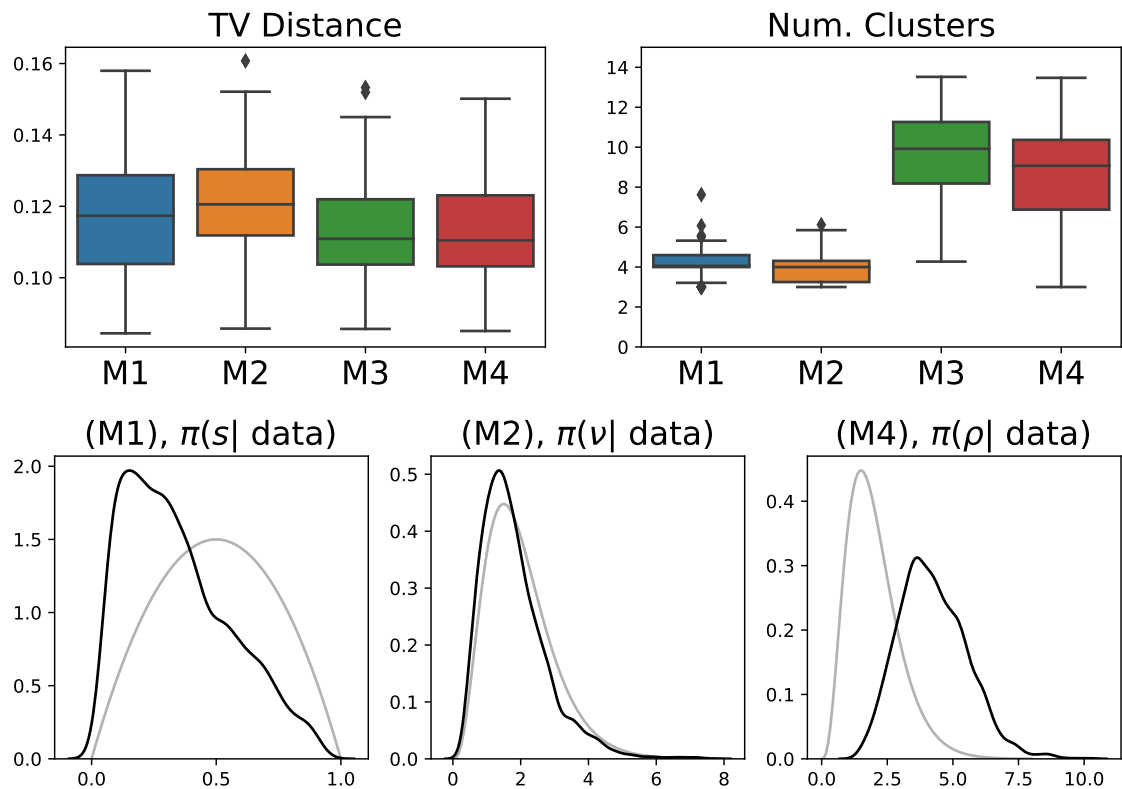 TV Distance
0.16
0.14
0.12
0.10
M1 M2 M3 M4
Num. Clusters
14
12
10
8
6
4
2
0
M1 M2 M3 M4
(M1), π(s| data)
2.0
1.5
1.0
0.5
0.0
0.0 0.5 1.0
(M2), π(ν| data)
0.5
0.4
0.3
0.2
0.1
0.0
0 2 4 6 8
(M4), π(ρ| data)
0.4
0.3
0.2
0.1
0.0
0.0 2.5 5.0 7.5 10.0